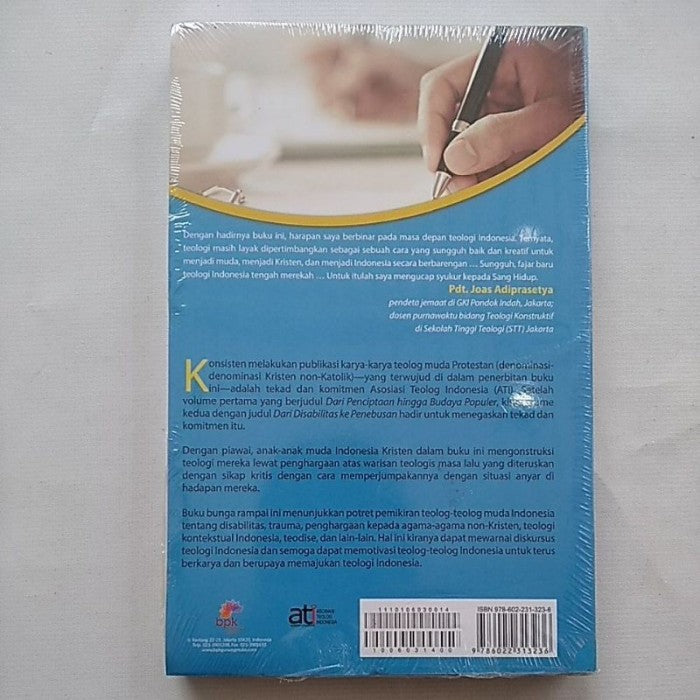 Dengan hadirnya buku ini, harapan saya berbinar pada masa depan teologi Indonesia. Ternyata,
teologi masih layak dipertimbangkan sebagai sebuah cara yang sungguh baik dan kreatif untuk
menjadi muda, menjadi Kristen, dan menjadi Indonesia secara berbarengan ... Sungguh, fajar baru
teologi Indonesia tengah merekah ... Untuk itulah saya mengucap syukur kepada Sang Hidup.
Pdt. Joas Adiprasetya
pendeta jemaat di GKI Pondok Indah, Jakarta;
dosen purnawaktu bidang Teologi Konstruktif
di Sekolah Tinggi Teologi (STT) Jakarta
Konsisten melakukan publikasi karya-karya teolog muda Protestan (denominasi-
denominasi Kristen non-Katolik)—yang terwujud di dalam penerbitan buku
ini—adalah tekad dan komitmen Asosiasi Teolog Indonesia (ATI). Setelah
volume pertama yang berjudul Dari Penciptaan hingga Budaya Populer,
kedua dengan judul Dari Disabilitas ke Penebusan hadir untuk menegaskan tekad dan
komitmen itu.
Dengan piawai, anak-anak muda Indonesia Kristen dalam buku ini mengonstruksi
teologi mereka lewat penghargaan atas warisan teologis masa lalu yang diteruskan
dengan sikap kritis dengan cara memperjumpakannya dengan situasi anyar di
hadapan mereka.
Buku bunga rampai ini menunjukkan potret pemikiran teolog-teolog muda Indonesia
tentang disabilitas, trauma, penghargaan kepada agama-agama non-Kristen, teologi
kontekstual Indonesia, teodise, dan lain-lain. Hal ini kiranya dapat mewarnai diskursus
teologi Indonesia dan semoga dapat memotivasi teolog-teolog Indonesia untuk terus
berkarya dan berupaya memajukan teologi Indonesia.
bpk
ati
ASOSIASI
TEOLOG
INDONESIA
1110106030014
1006031400
ISBN 978-602-231-323-6
9 786022 313236